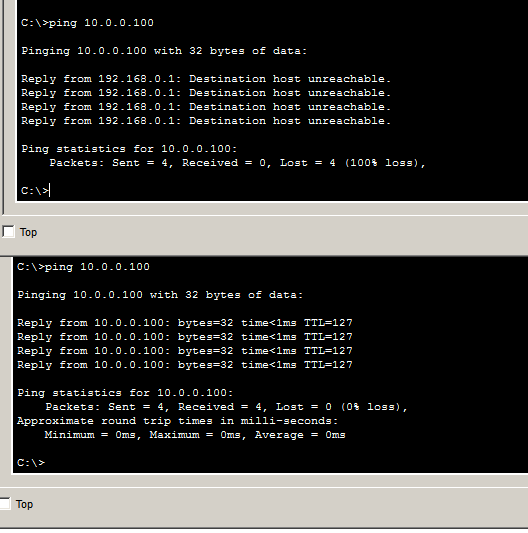 C:\>ping 10.0.0.100
Pinging 10.0.0.100 with 32 bytes of data:
Reply from 192.168.0.1: Destination host unreachable.
Reply from 192.168.0.1: Destination host unreachable.
Reply from 192.168.0.1: Destination host unreachable.
Reply from 192.168.0.1: Destination host unreachable.
Ping statistics for 10.0.0.100:
Packets: Sent = 4, Received = 0, Lost = 4 (100% loss),
C:\>
Top
C:\>ping 10.0.0.100
Pinging 10.0.0.100 with 32 bytes of data:
Reply from 10.0.0.100: bytes=32 time<1ms TTL=127
Reply from 10.0.0.100: bytes=32 time<1ms TTL=127
Reply from 10.0.0.100: bytes=32 time<1ms TTL=127
Reply from 10.0.0.100: bytes=32 time<1ms TTL=127
Ping statistics for 10.0.0.100:
Packets: Sent = 4, Received = 4, Lost = 0 (0% loss),
Approximate round trip times in milli-seconds:
Minimum = 0ms, Maximum = 0ms, Average = 0ms
C:\>
Top